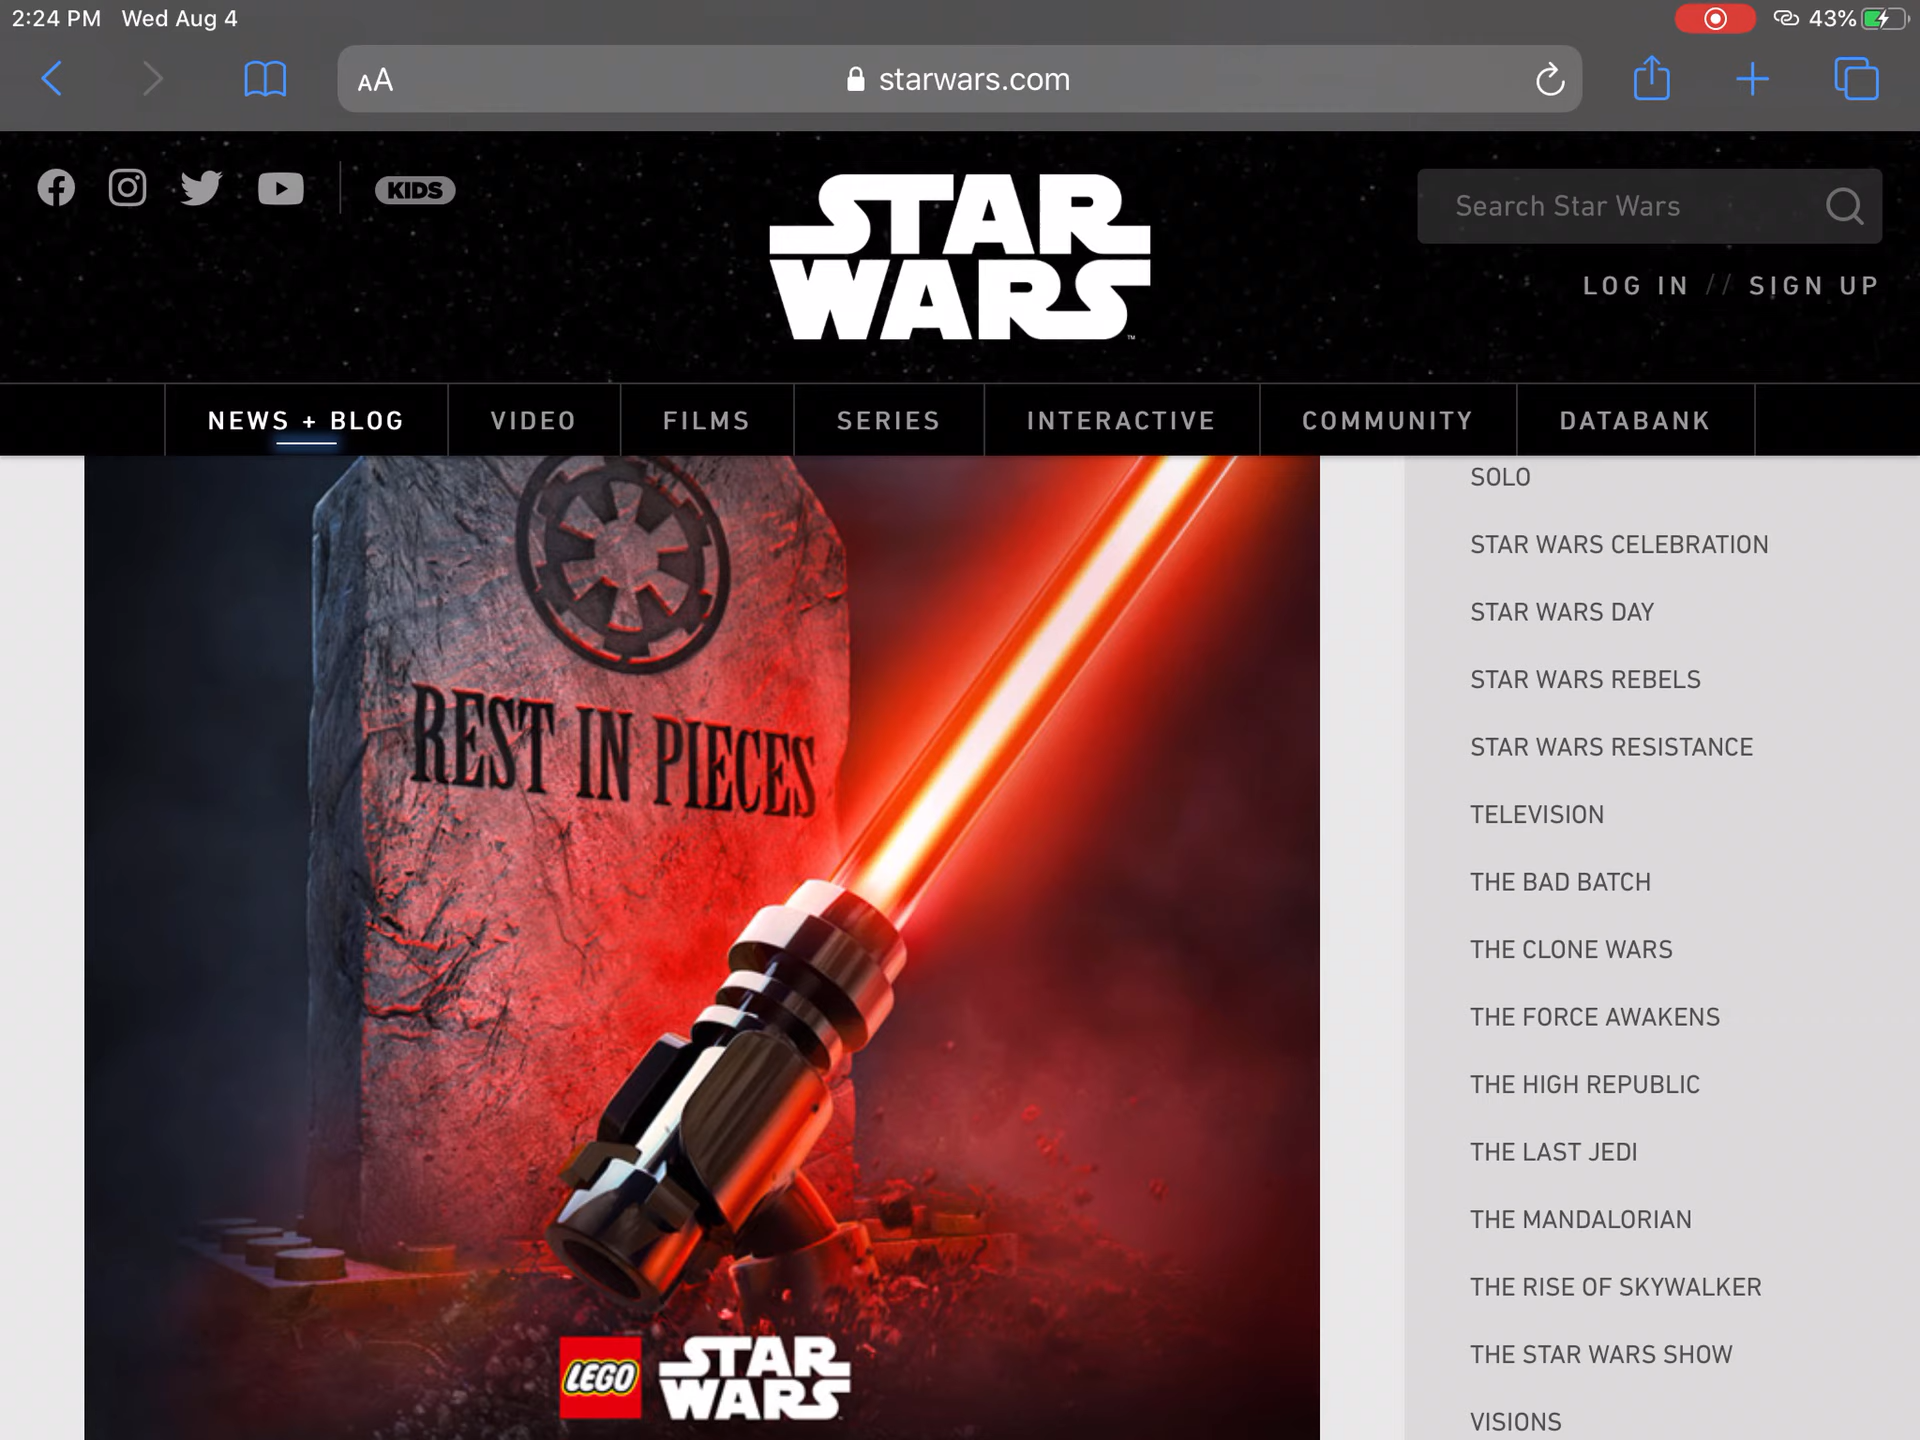 2:24 PM Wed Aug 4
43%
AA
starwars.com
KIDS
STAR
WARS
™
Search Star Wars
LOG IN // SIGN UP
NEWS + BLOG
VIDEO
FILMS
SERIES
INTERACTIVE
COMMUNITY
DATABANK
REST IN PIECES
LEGO
STAR
WARS
SOLO
STAR WARS CELEBRATION
STAR WARS DAY
STAR WARS REBELS
STAR WARS RESISTANCE
TELEVISION
THE BAD BATCH
THE CLONE WARS
THE FORCE AWAKENS
THE HIGH REPUBLIC
THE LAST JEDI
THE MANDALORIAN
THE RISE OF SKYWALKER
THE STAR WARS SHOW
VISIONS